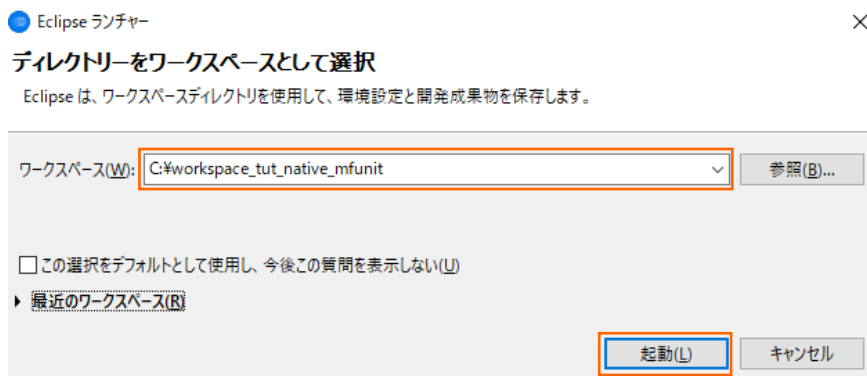 Eclipse ランチャー
ディレクトリーをワークスペースとして選択
Eclipse は、ワークスペースディレクトリを使用して、環境設定と開発成果物を保存します。
ワークスペース(W): C:¥workspace_tut_native_mfunit 参照(B)...
この選択をデフォルトとして使用し、今後この質問を表示しない(U)
最近のワークスペース(R)
起動(L) キャンセル